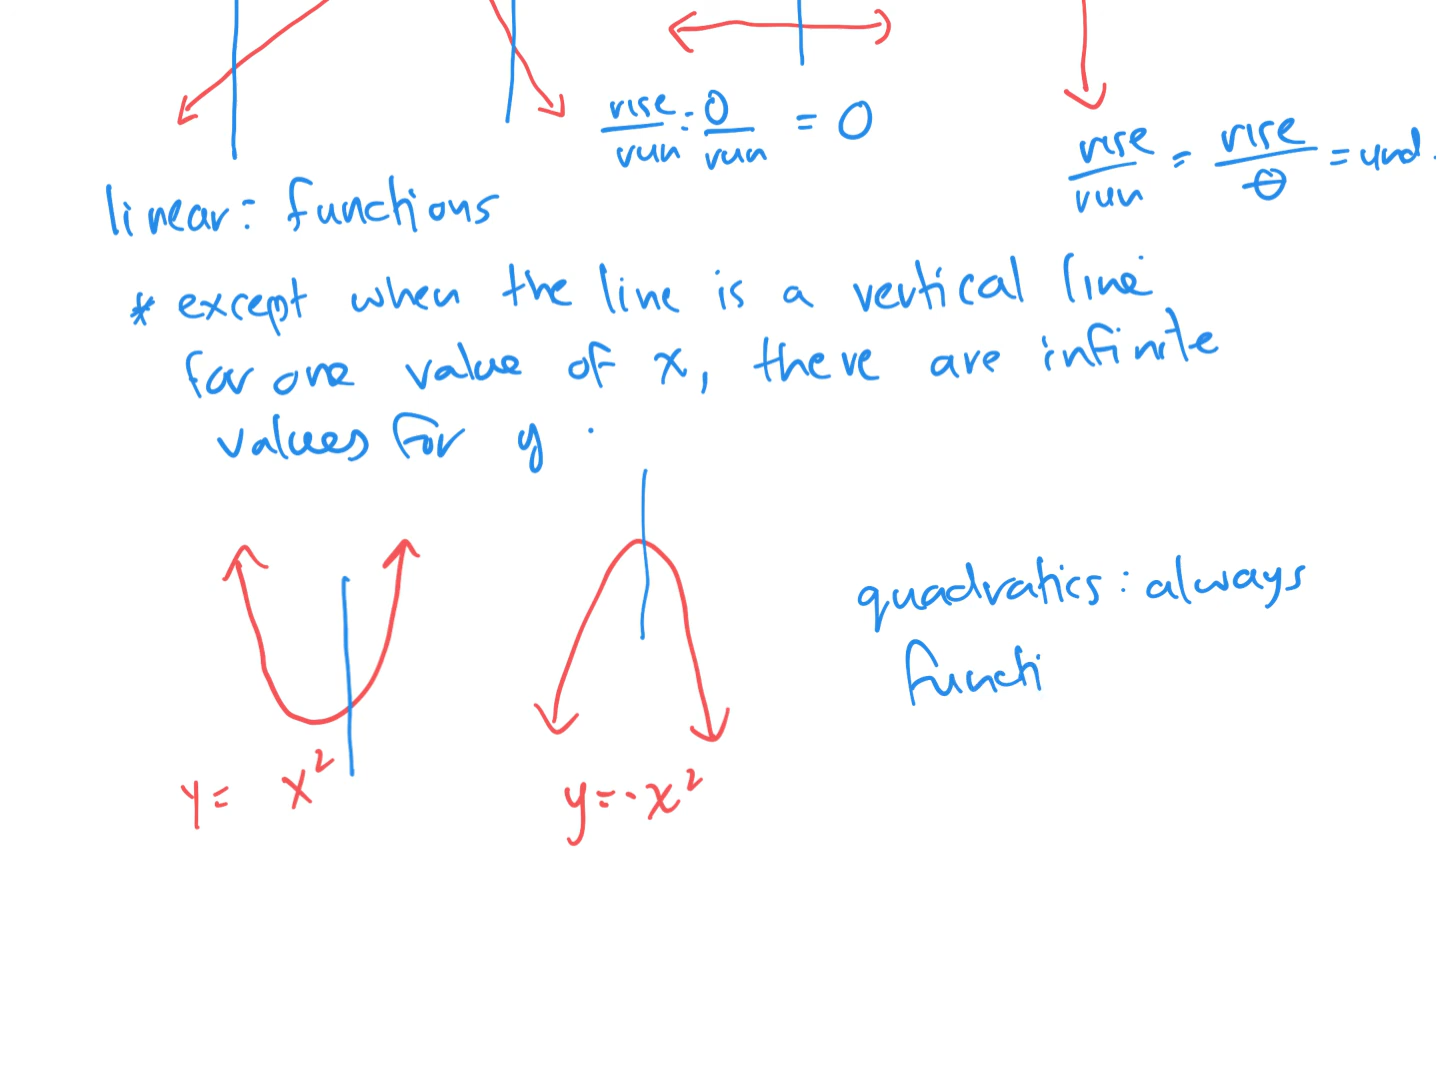 rise/run = 0/run = 0
rise/run = rise/0 = und.
linear: functions
* except when the line is a vertical line
for one value of x, there are infinite
values for y.
quadratics: always
functi
y = x²
y = -x²